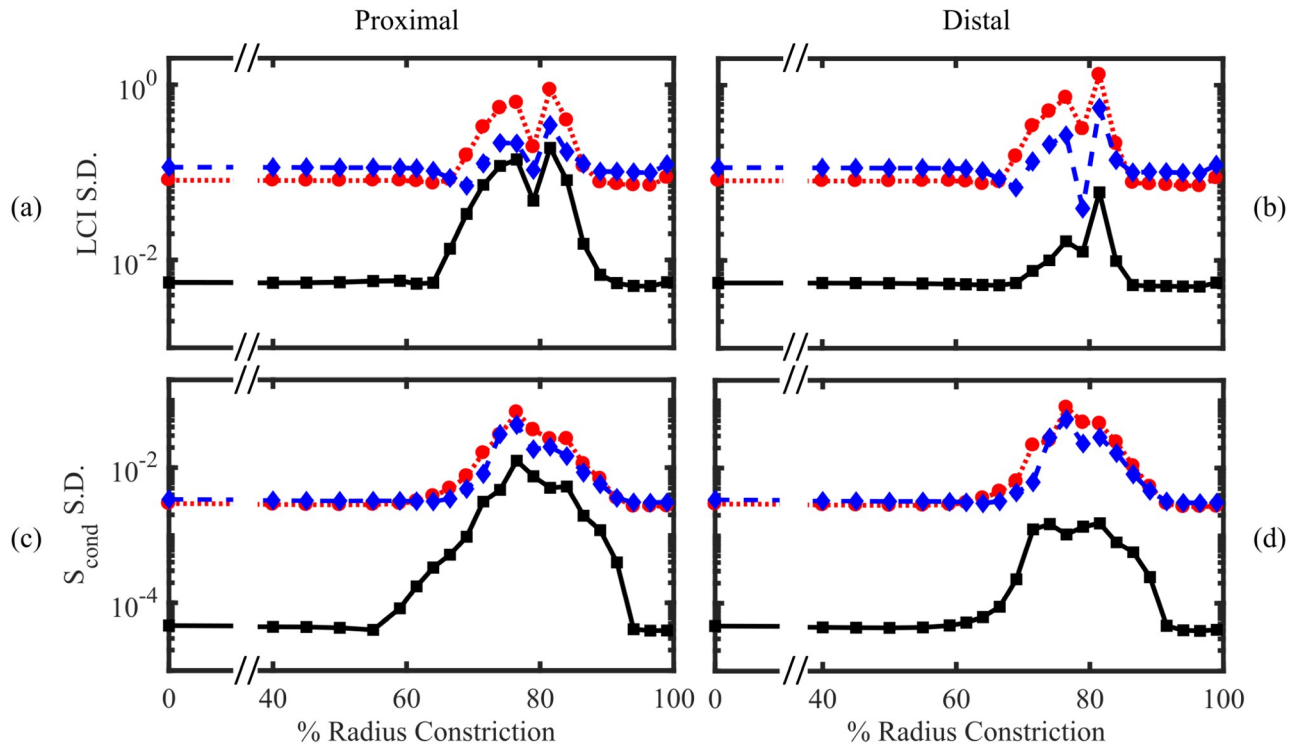 Proximal
Distal
(a)
LCI S.D.
10^0
10^-2
(b)
(c)
S_cond S.D.
10^-2
10^-4
(d)
0 40 60 80 100
0 40 60 80 100
% Radius Constriction
% Radius Constriction